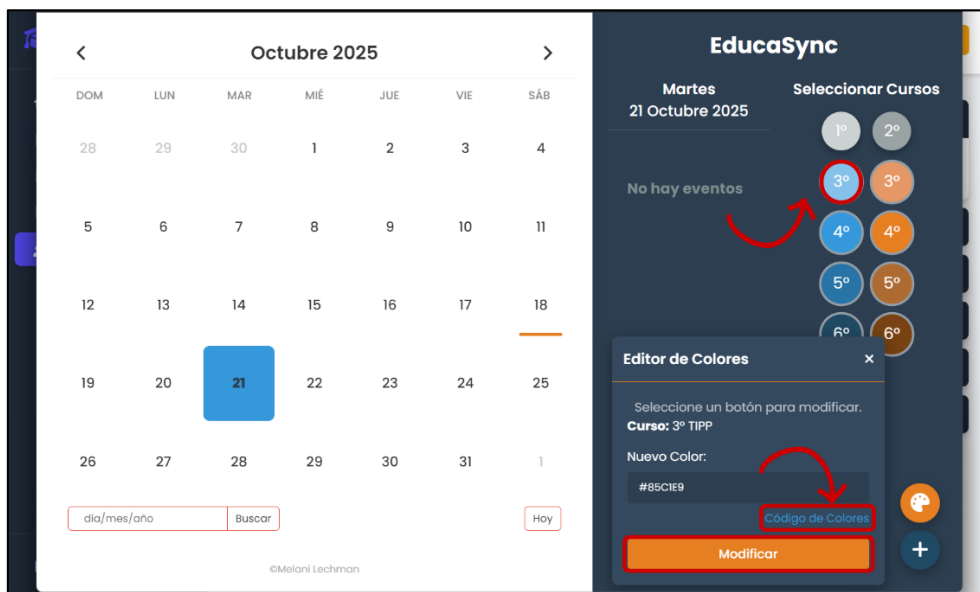 Octubre 2025
DOM LUN MAR MIÉ JUE VIE SÁB
28 29 30 1 2 3 4
5 6 7 8 9 10 11
12 13 14 15 16 17 18
19 20 21 22 23 24 25
26 27 28 29 30 31 1
día/mes/año Buscar Hoy
©Melani Lechman
EducaSync
Martes
21 Octubre 2025
No hay eventos
Seleccionar Cursos
1º 2º
3º 3º
4º 4º
5º 5º
6º 6º
Editor de Colores ×
Seleccione un botón para modificar.
Curso: 3º TIPP
Nuevo Color:
#85C1E9
Código de Colores
Modificar
+